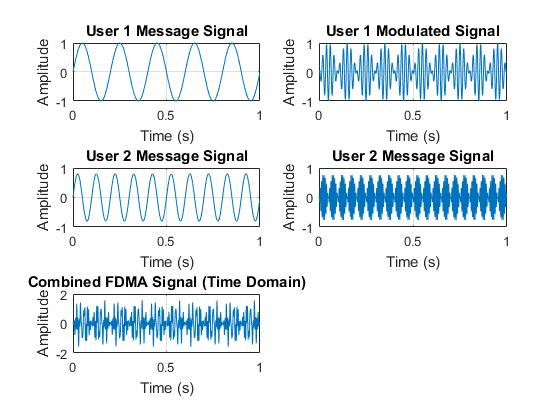 User 1 Message Signal
1
0
-1
Amplitude
0 0.5 1
Time (s)
User 1 Modulated Signal
1
0
-1
Amplitude
0 0.5 1
Time (s)
User 2 Message Signal
1
0
-1
Amplitude
0 0.5 1
Time (s)
User 2 Message Signal
1
0
-1
Amplitude
0 0.5 1
Time (s)
Combined FDMA Signal (Time Domain)
2
0
-2
Amplitude
0 0.5 1
Time (s)